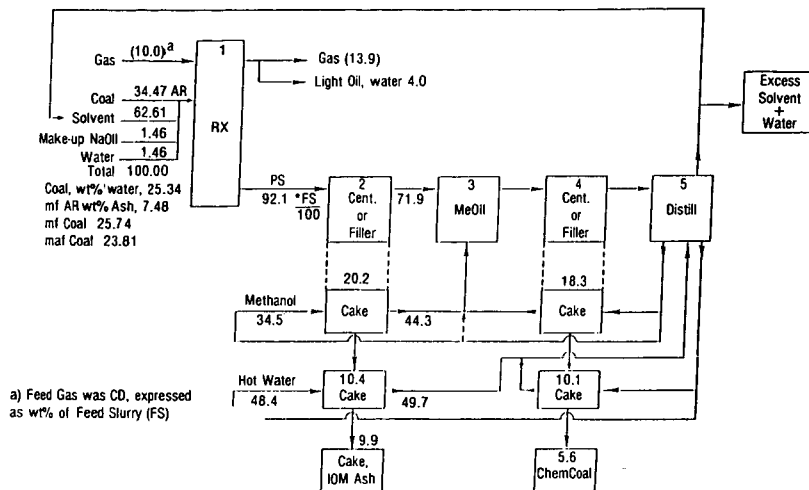 Gas (10.0)a
1
RX
Gas (13.9)
Light Oil, water 4.0
Coal 34.47 AR
Solvent 62.61
Make-up NaOll 1.46
Water 1.46
Total 100.00
Coal, wt%'water, 25.34
mf AR wt% Ash, 7.48
mf Coal 25.74
maf Coal 23.81
Excess
Solvent
+
Water
PS
92.1 *FS
100
2
Cent.
or
Filler
71.9
3
MeOil
4
Cent.
or
Filler
5
Distill
20.2
Cake
18.3
Cake
Methanol
34.5
44.3
10.4
Cake
10.1
Cake
Hot Water
48.4
49.7
a) Feed Gas was CD, expressed
as wt% of Feed Slurry (FS)
9.9
Cake,
IOM Ash
5.6
ChemCoal